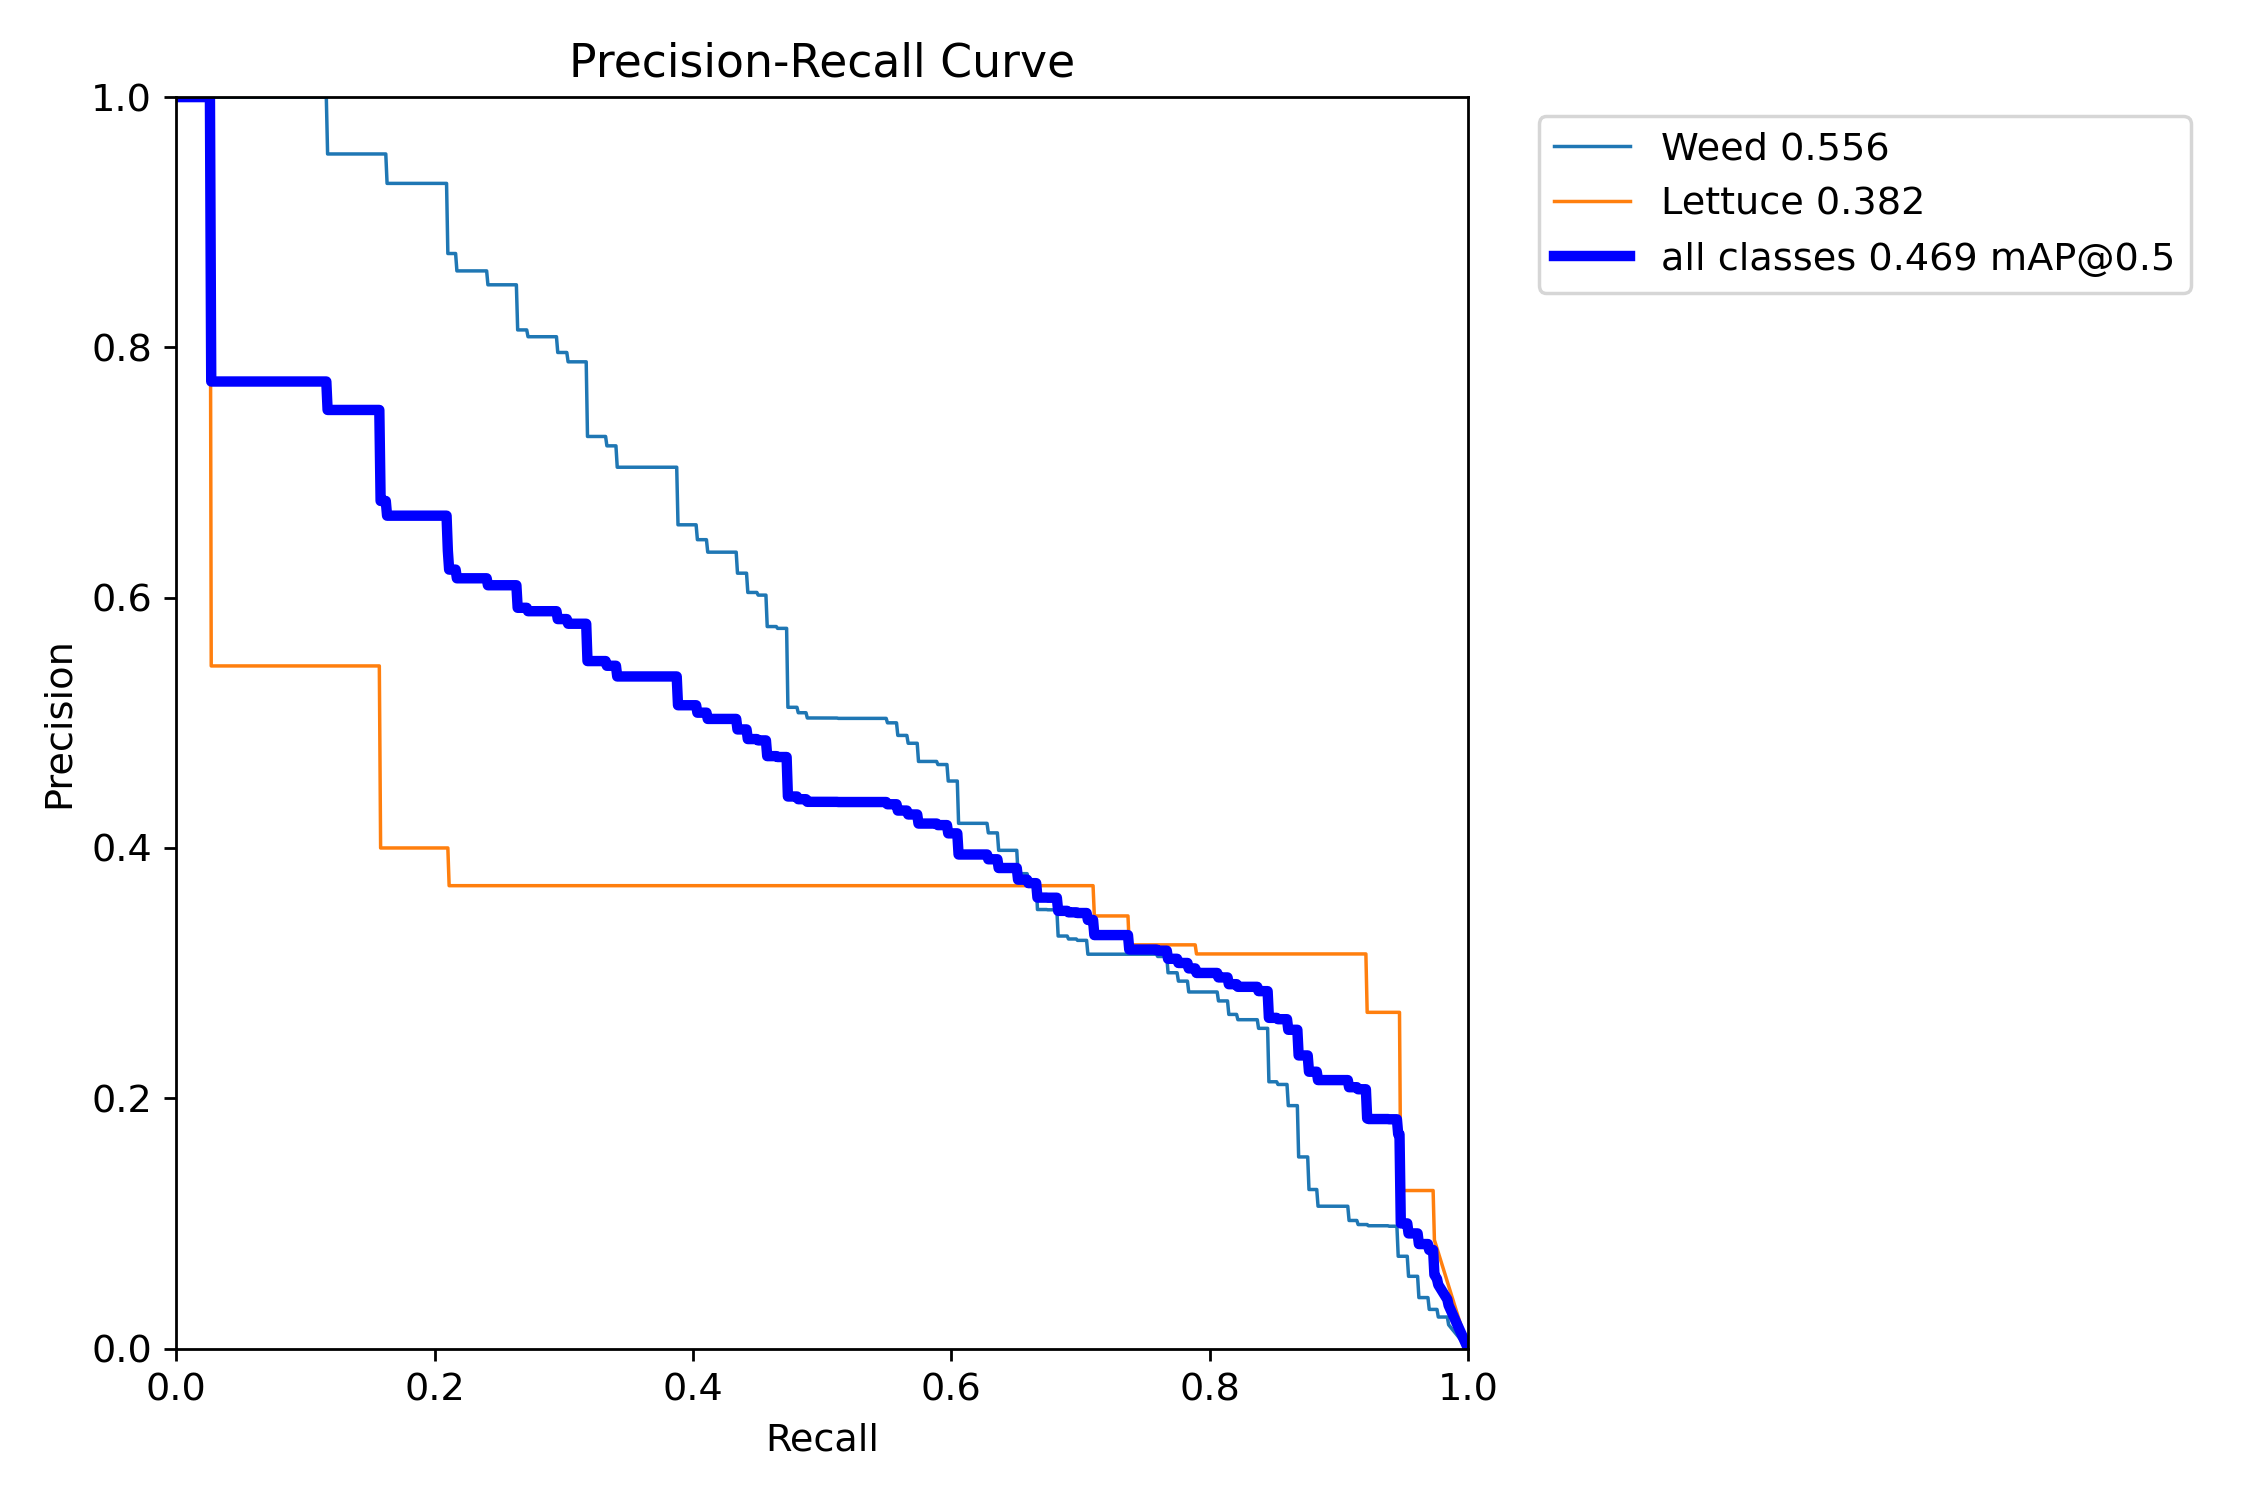 Precision-Recall Curve
1.0
0.8
0.6
0.4
0.2
0.0
Precision
0.0 0.2 0.4 0.6 0.8 1.0
Recall
Weed 0.556
Lettuce 0.382
all classes 0.469 mAP@0.5